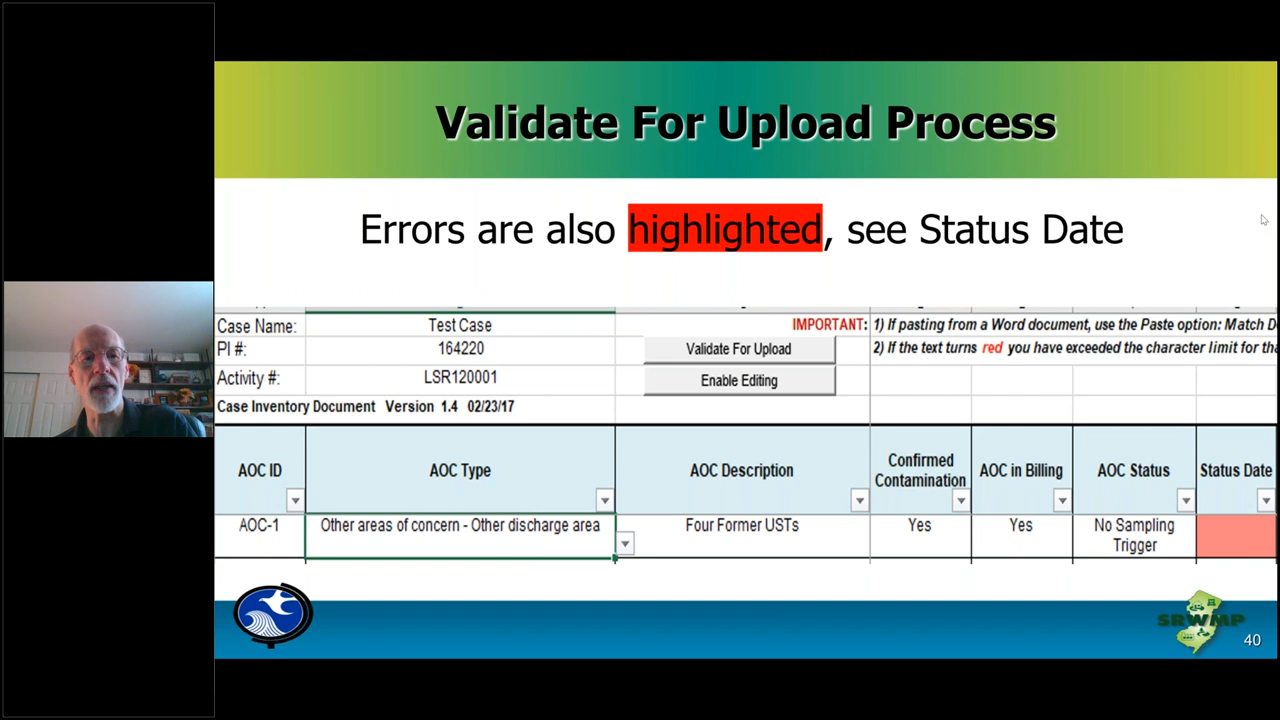 Validate For Upload Process
Errors are also highlighted, see Status Date
Case Name: Test Case
PI #: 164220
Activity #: LSR120001
Case Inventory Document Version 1.4 02/23/17
Validate For Upload
Enable Editing
IMPORTANT: 1) If pasting from a Word document, use the Paste option: Match D
2) If the text turns red you have exceeded the character limit for tha
AOC ID
AOC Type
AOC Description
Confirmed
Contamination
AOC in Billing
AOC Status
Status Date
AOC-1
Other areas of concern - Other discharge area
Four Former USTs
Yes
Yes
No Sampling
Trigger
SRWMP
40